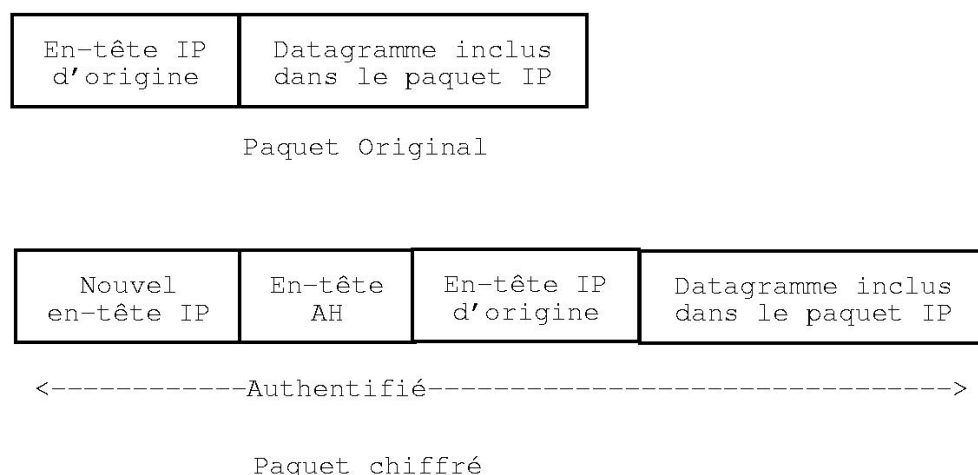 En-tête IP
d'origine
Datagramme inclus
dans le paquet IP
Paquet Original
Nouvel
en-tête IP
En-tête
AH
En-tête IP
d'origine
Datagramme inclus
dans le paquet IP
<------------Authentifié----------------------------------->
Paquet chiffré